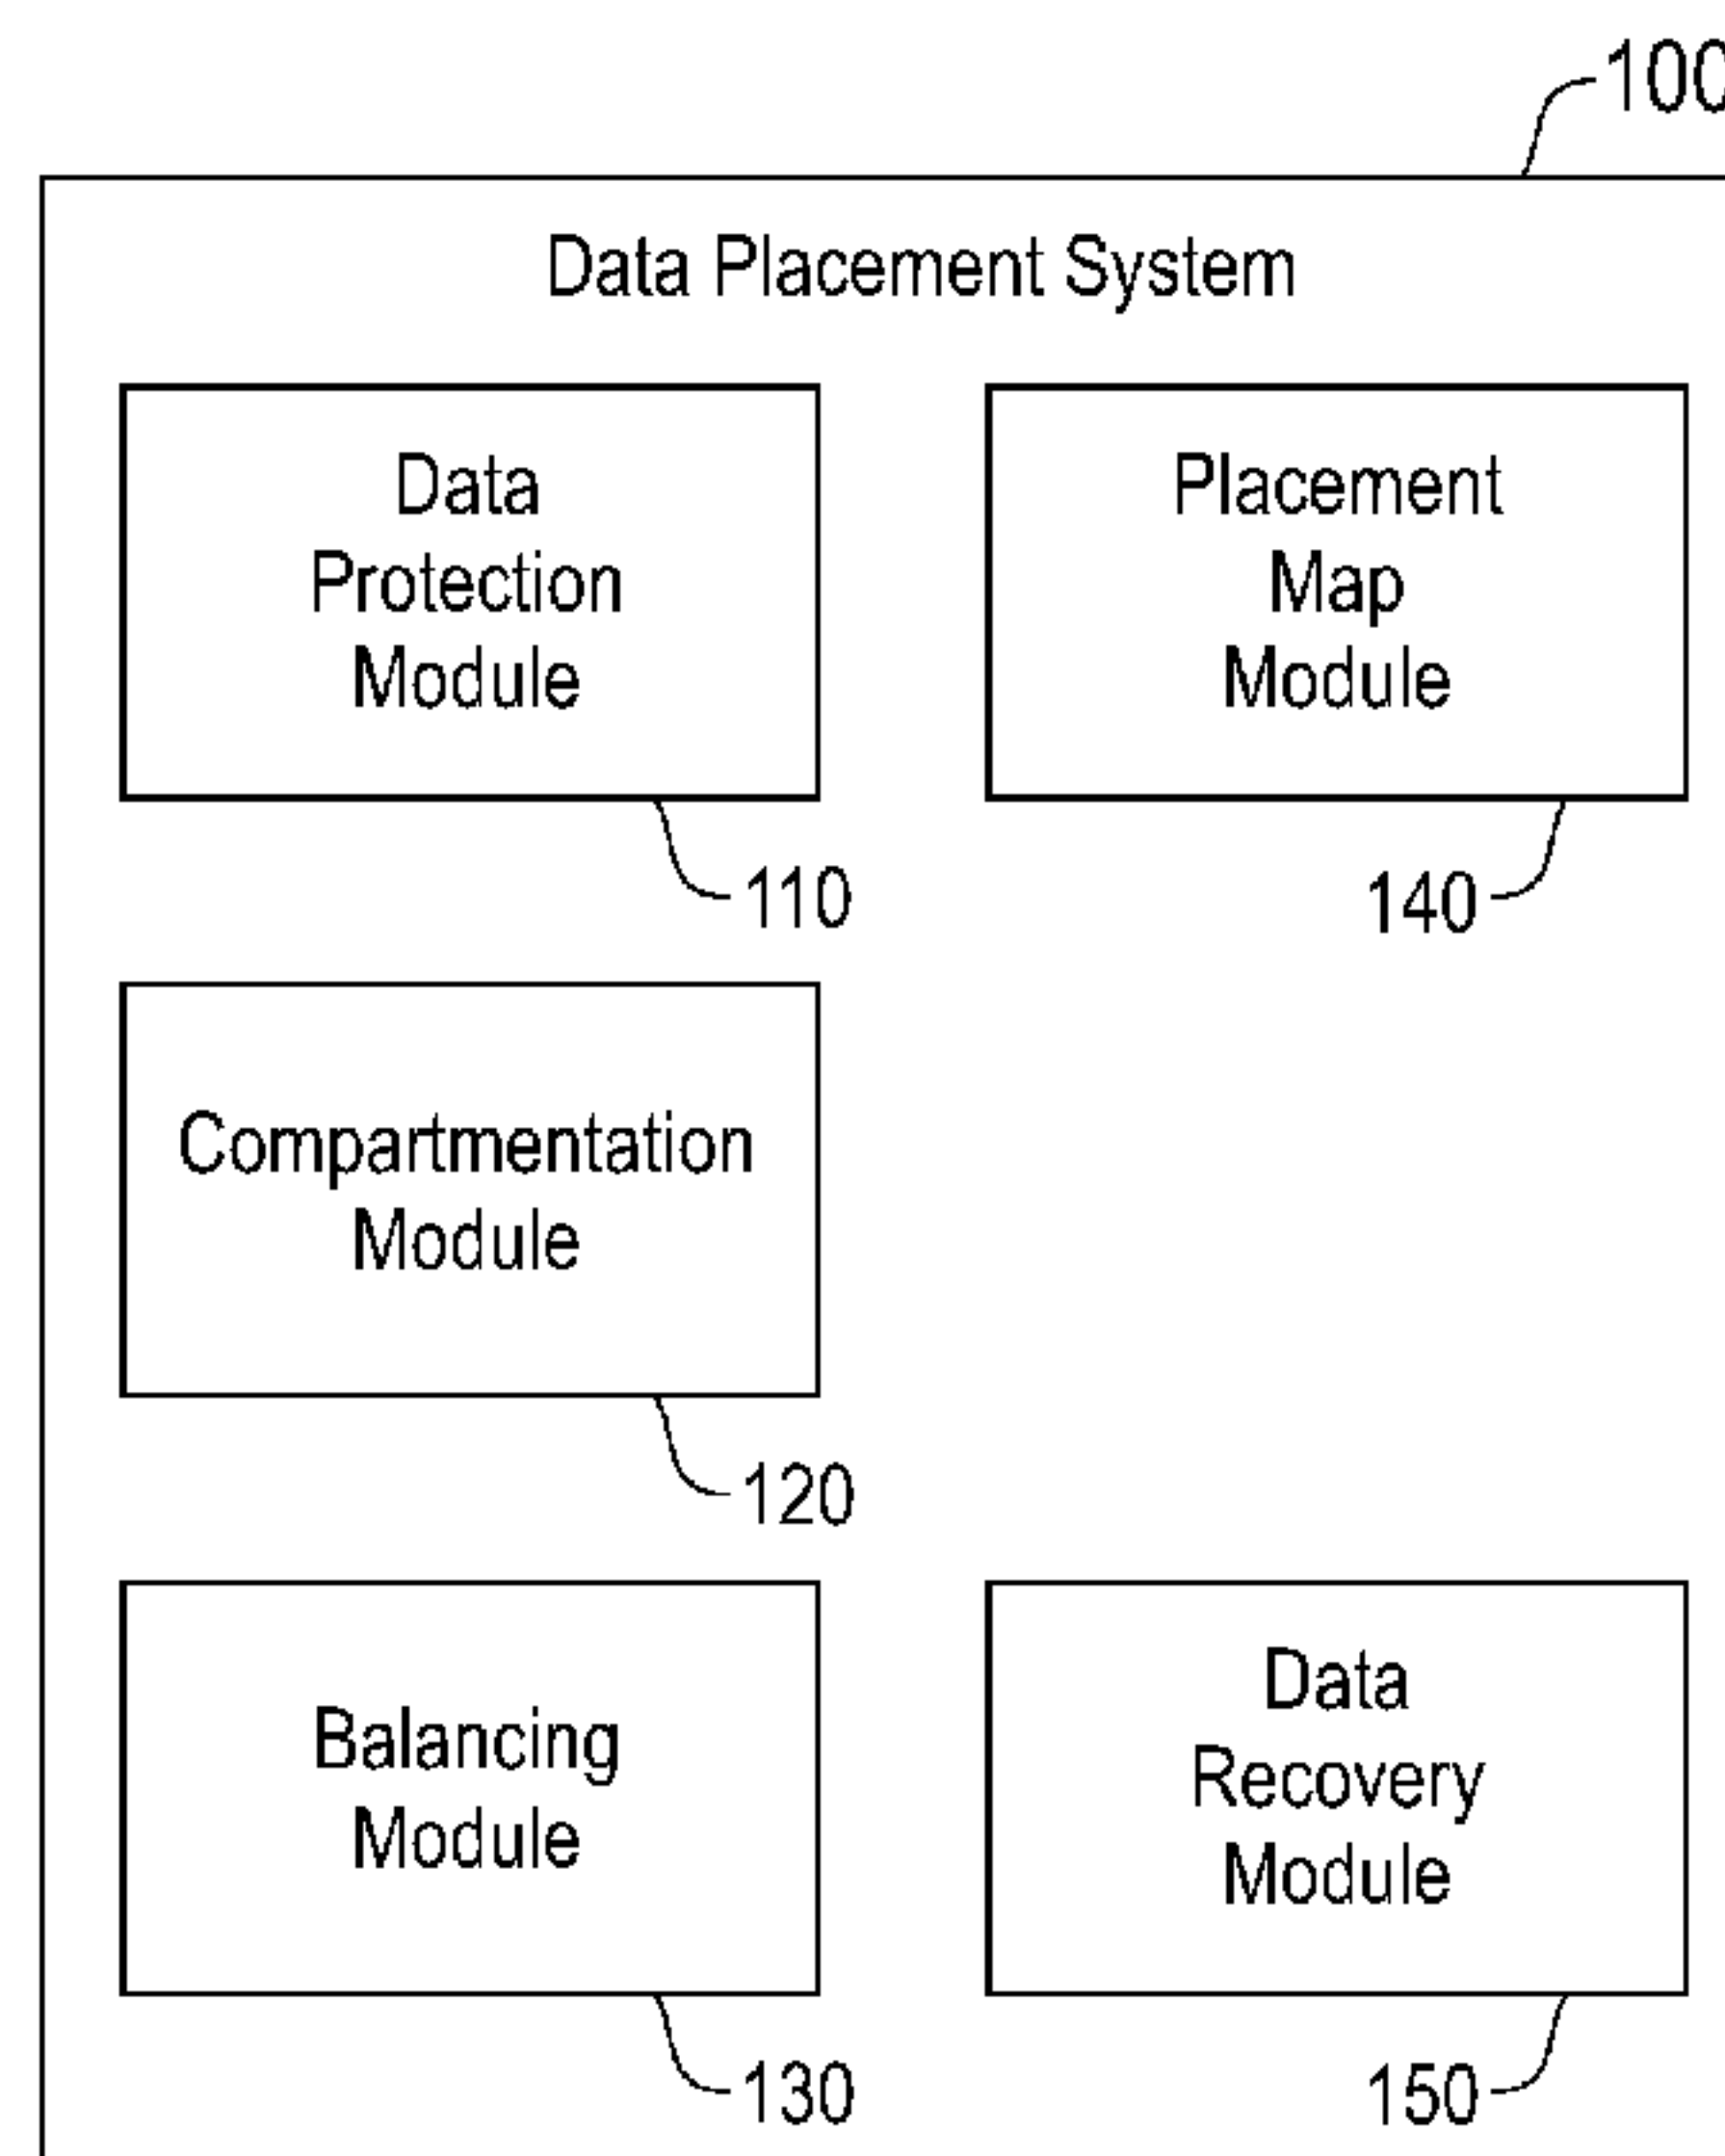 100
Data Placement System
Data
Protection
Module
110
Placement
Map
Module
140
Compartmentation
Module
120
Balancing
Module
130
Data
Recovery
Module
150